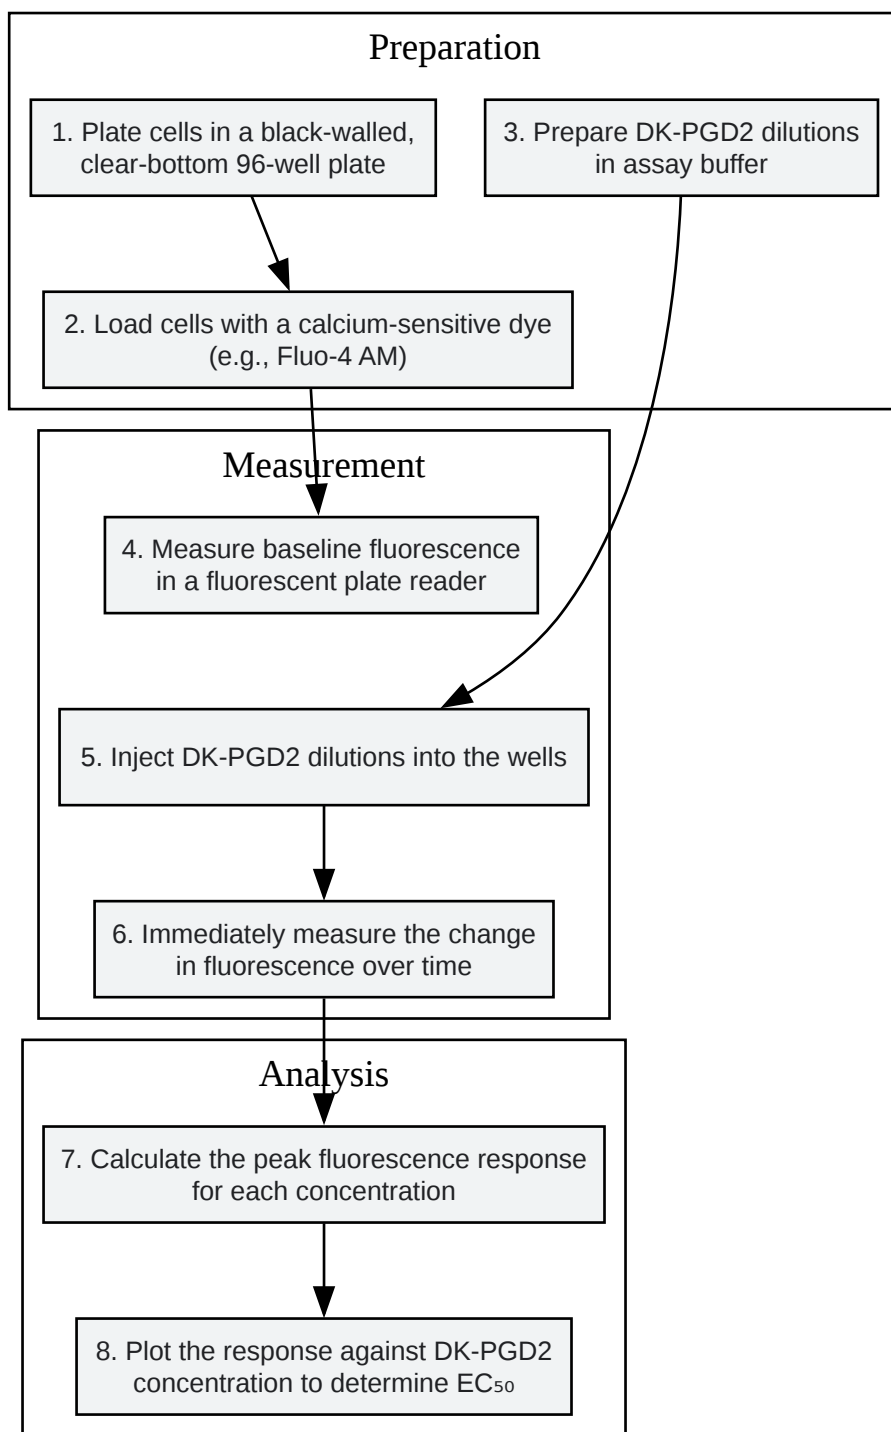 Preparation
1. Plate cells in a black-walled,
clear-bottom 96-well plate
3. Prepare DK-PGD2 dilutions
in assay buffer
2. Load cells with a calcium-sensitive dye
(e.g., Fluo-4 AM)
Measurement
4. Measure baseline fluorescence
in a fluorescent plate reader
5. Inject DK-PGD2 dilutions into the wells
6. Immediately measure the change
in fluorescence over time
Analysis
7. Calculate the peak fluorescence response
for each concentration
8. Plot the response against DK-PGD2
concentration to determine EC₅₀